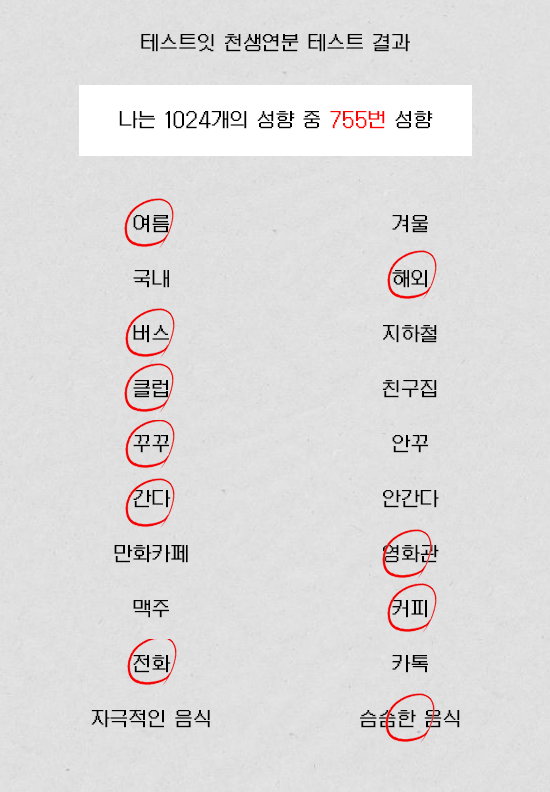 테스트잇 천생연분 테스트 결과
나는 1024개의 성향 중 755번 성향
여름 겨울
국내 해외
버스 지하철
클럽 친구집
꾸꾸 안꾸
간다 안간다
만화카페 영화관
맥주 커피
전화 카톡
자극적인 음식 슴슴한 음식